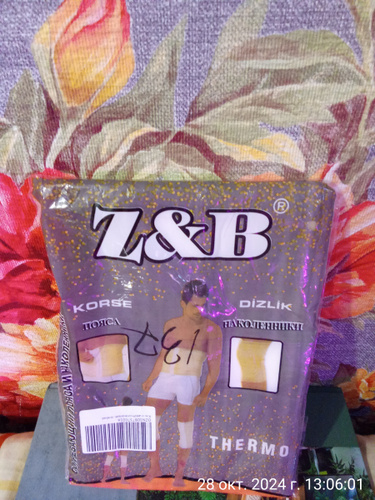 Z&B®
KORSE
DİZLİK
ПОЯСА
НАКОЛЕННИКИ
THERMO
28 окт. 2024 г. 13:06:01